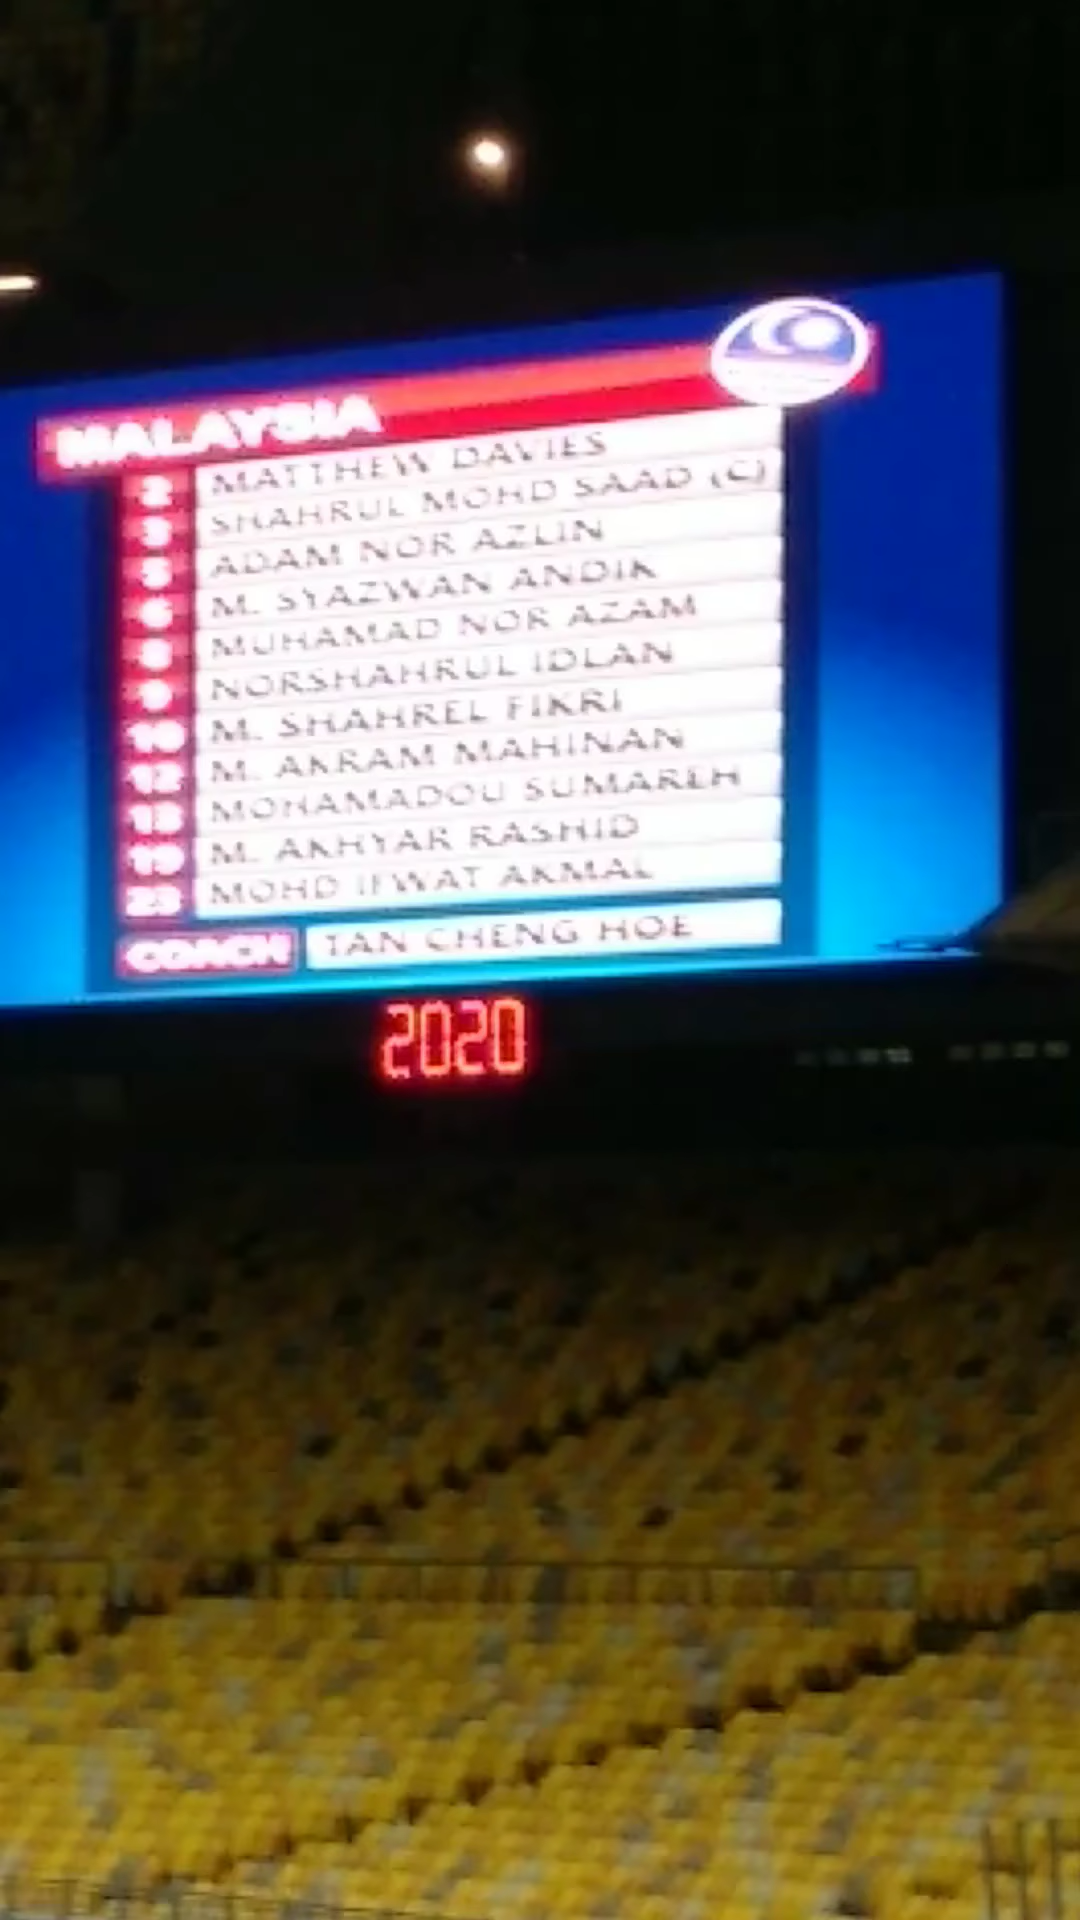 MALAYSIA
2 MATTHEW DAVIES
3 SHAHRUL MOHD SAAD (C)
5 ADAM NOR AZLIN
6 M. SYAZWAN ANDIK
8 MUHAMAD NOR AZAM
9 NORSHAHRUL IDLAN
10 M. SHAHREL FIKRI
12 M. AKRAM MAHINAN
13 MOHAMADOU SUMAREH
19 M. AKHYAR RASHID
23 MOHD IFWAT AKMAL
COACH TAN CHENG HOE
2020